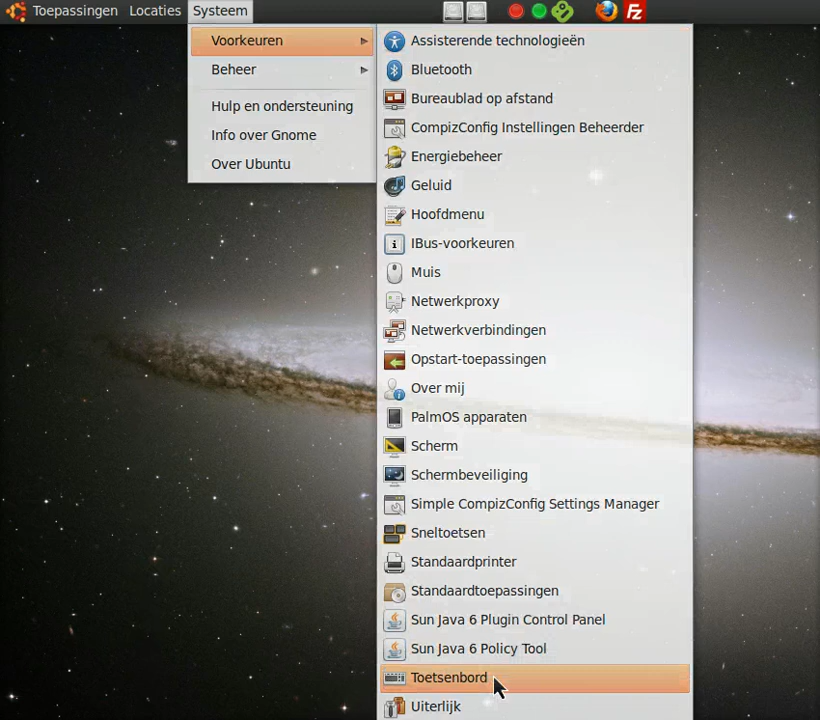 Toepassingen Locaties Systeem
Voorkeuren
Beheer
Hulp en ondersteuning
Info over Gnome
Over Ubuntu
Assisterende technologieën
Bluetooth
Bureaublad op afstand
CompizConfig Instellingen Beheerder
Energiebeheer
Geluid
Hoofdmenu
IBus-voorkeuren
Muis
Netwerkproxy
Netwerkverbindingen
Opstart-toepassingen
Over mij
PalmOS apparaten
Scherm
Schermbeveiliging
Simple CompizConfig Settings Manager
Sneltoetsen
Standaardprinter
Standaardtoepassingen
Sun Java 6 Plugin Control Panel
Sun Java 6 Policy Tool
Toetsenbord
Uiterlijk